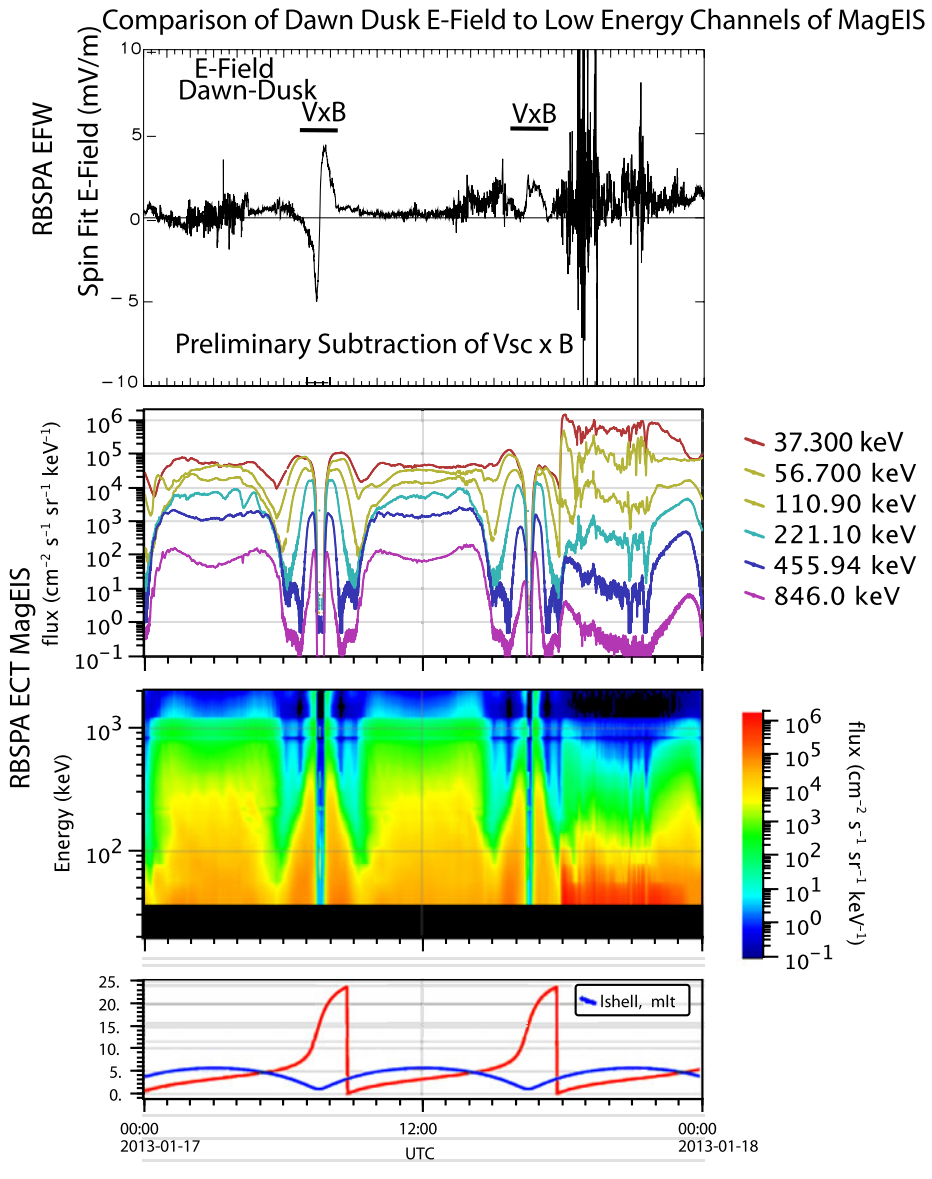 Comparison of Dawn Dusk E-Field to Low Energy Channels of MagEIS
RBSPA EFW
Spin Fit E-Field (mV/m)
10
5
0
−5
−10
E-Field
Dawn-Dusk
VxB
VxB
Preliminary Subtraction of Vsc x B
RBSPA ECT MagEIS
flux (cm⁻² s⁻¹ sr⁻¹ keV⁻¹)
10⁶
10⁵
10⁴
10³
10²
10¹
10⁰
10⁻¹
37.300 keV
56.700 keV
110.90 keV
221.10 keV
455.94 keV
846.0 keV
Energy (keV)
10³
10²
10⁶
10⁵
10⁴
10³
10²
10¹
10⁰
10⁻¹
flux (cm⁻² s⁻¹ sr⁻¹ keV⁻¹)
25.
20.
15.
10.
5.
0.
lshell, mlt
00:00
2013-01-17
12:00
UTC
00:00
2013-01-18